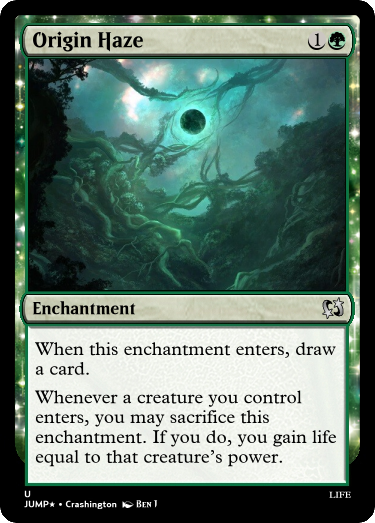 Origin Haze 1
Enchantment
When this enchantment enters, draw
a card.
Whenever a creature you control
enters, you may sacrifice this
enchantment. If you do, you gain life
equal to that creature's power.
U LIFE
JUMP★ • Crashington Ben I